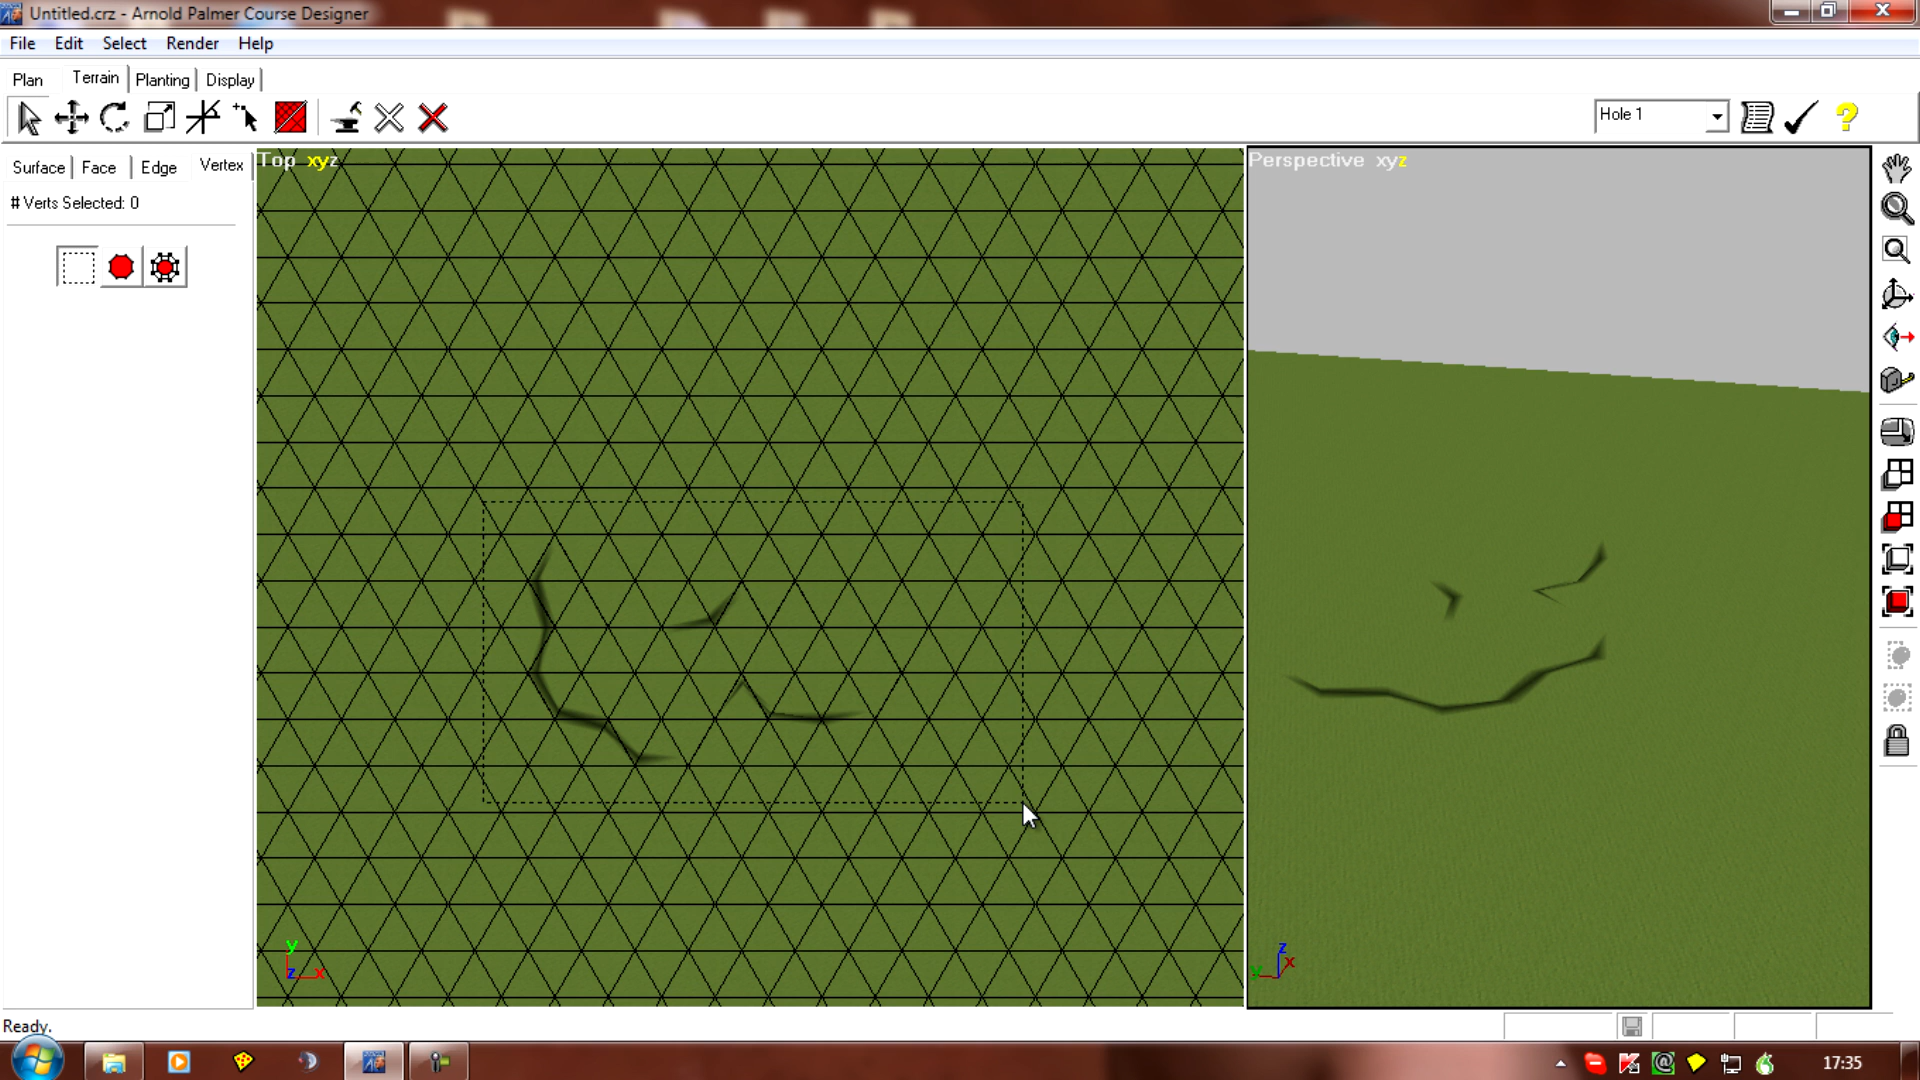 Untitled.crz - Arnold Palmer Course Designer
File Edit Select Render Help
Plan Terrain Planting Display
Hole 1
Surface Face Edge Vertex
# Verts Selected: 0
Top xyz
Perspective xyz
y
z x
z
y x
Ready.
17:35